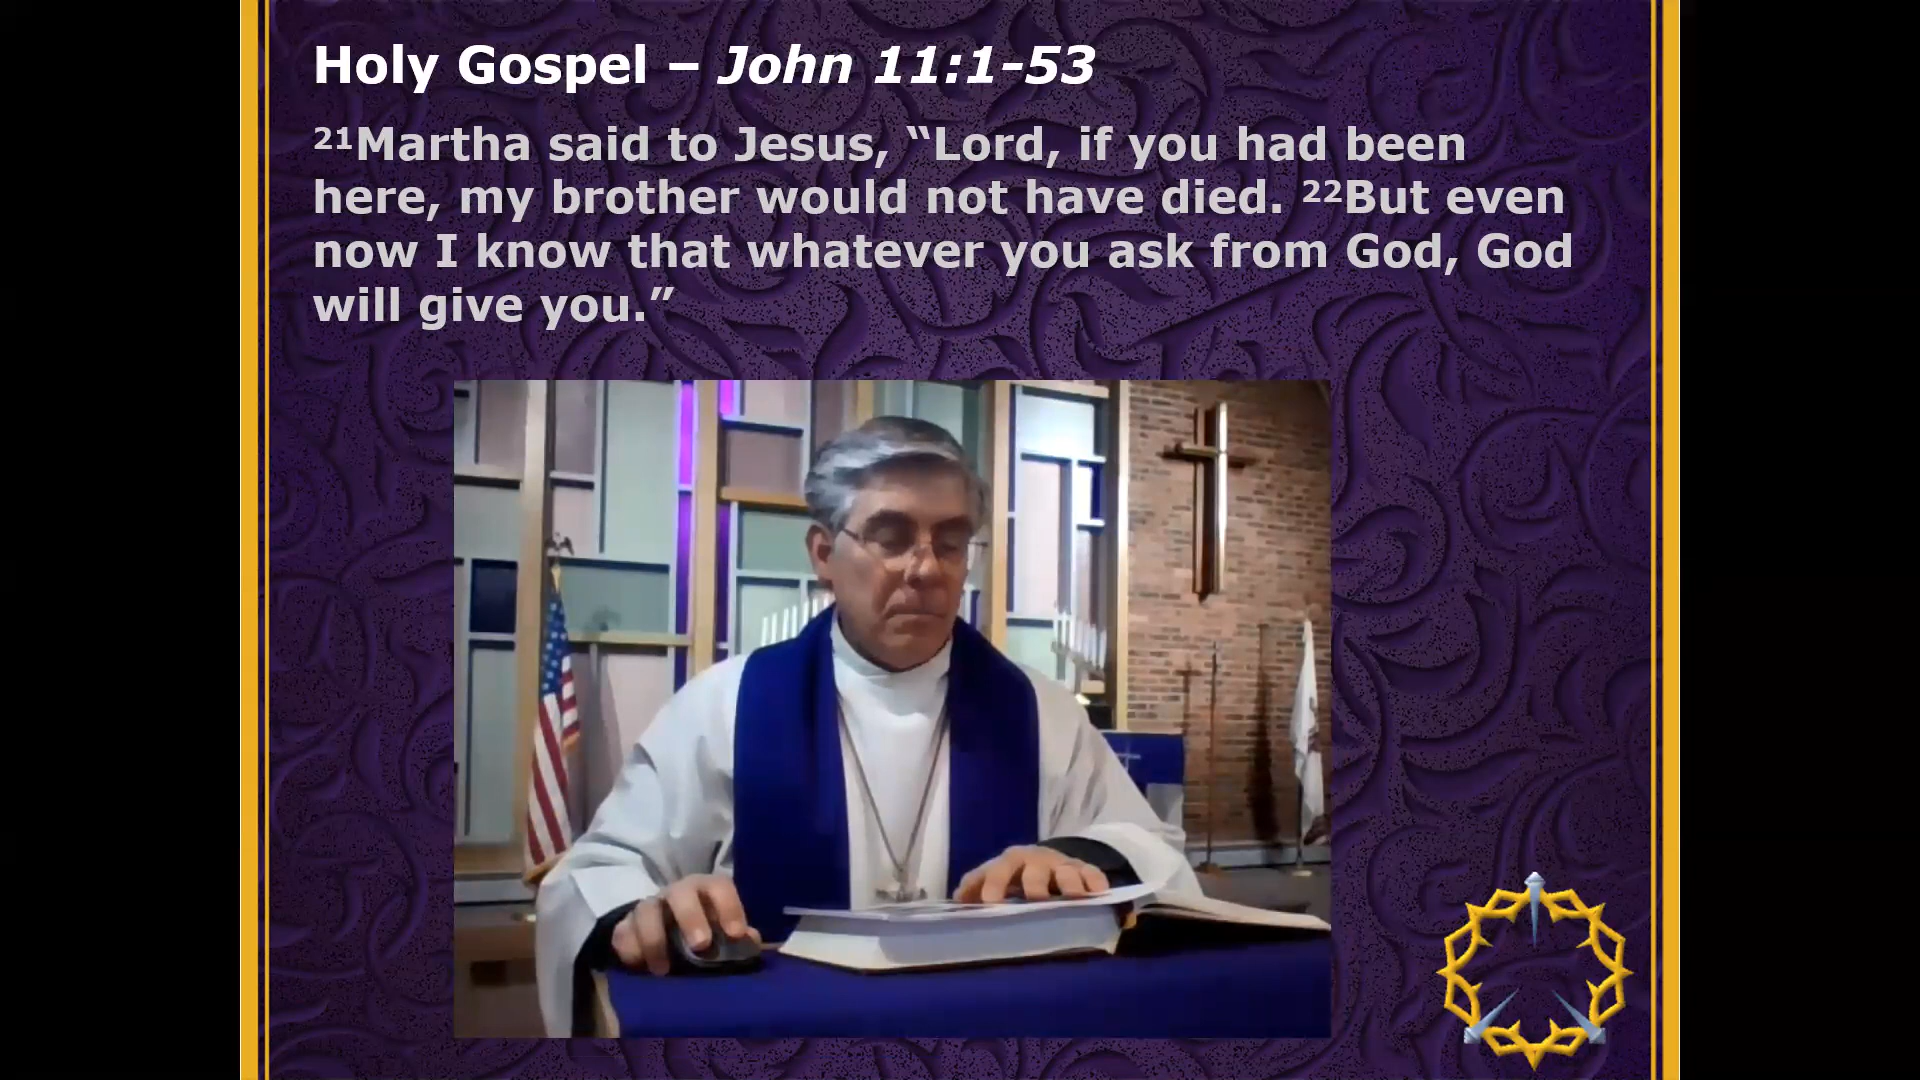 Holy Gospel – John 11:1-53
²¹Martha said to Jesus, “Lord, if you had been
here, my brother would not have died. ²²But even
now I know that whatever you ask from God, God
will give you.”